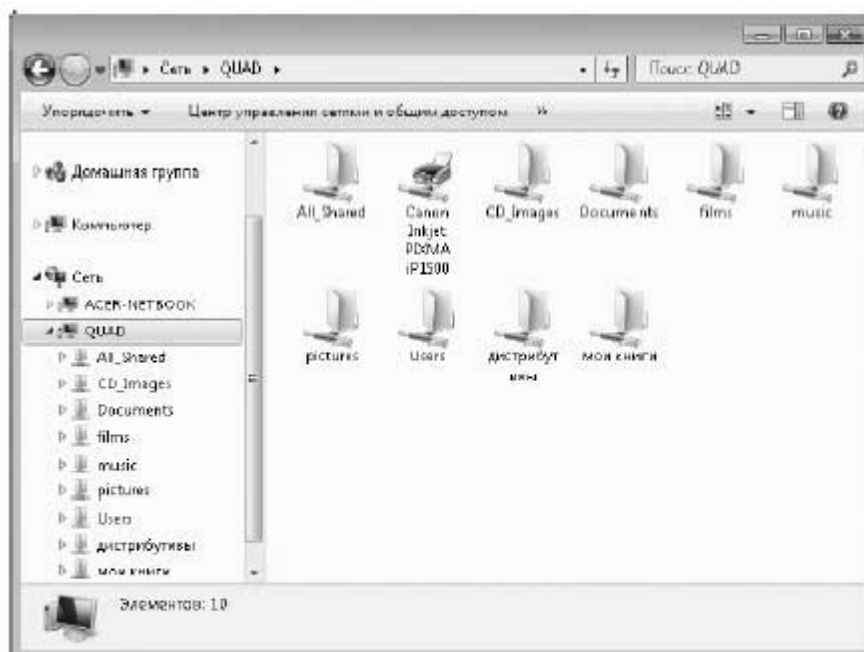 Сеть ▸ QUAD ▸
Поиск: QUAD
Упорядочить
Центр управления сетями и общим доступом
»
Домашняя группа
Компьютер
Сеть
ACER-NETBOOK
QUAD
All_Shared
CD_Images
Documents
films
music
pictures
Users
дистрибутивы
мои книги
All_Shared
Canon
Inkjet
PIXMA
iP1500
CD_Images
Documents
films
music
pictures
Users
дистрибут
ивы
мои книги
Элементов: 10